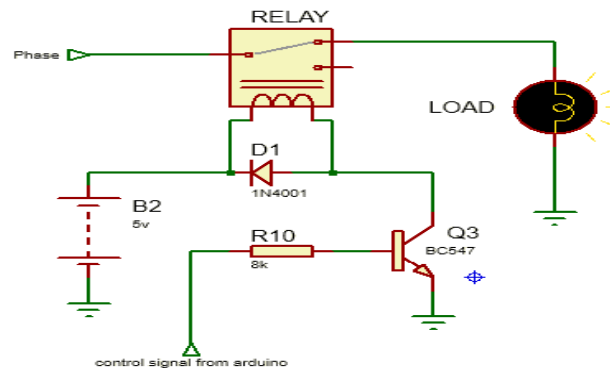 RELAY
Phase
LOAD
D1
1N4001
B2
5v
R10
8k
Q3
BC547
control signal from arduino